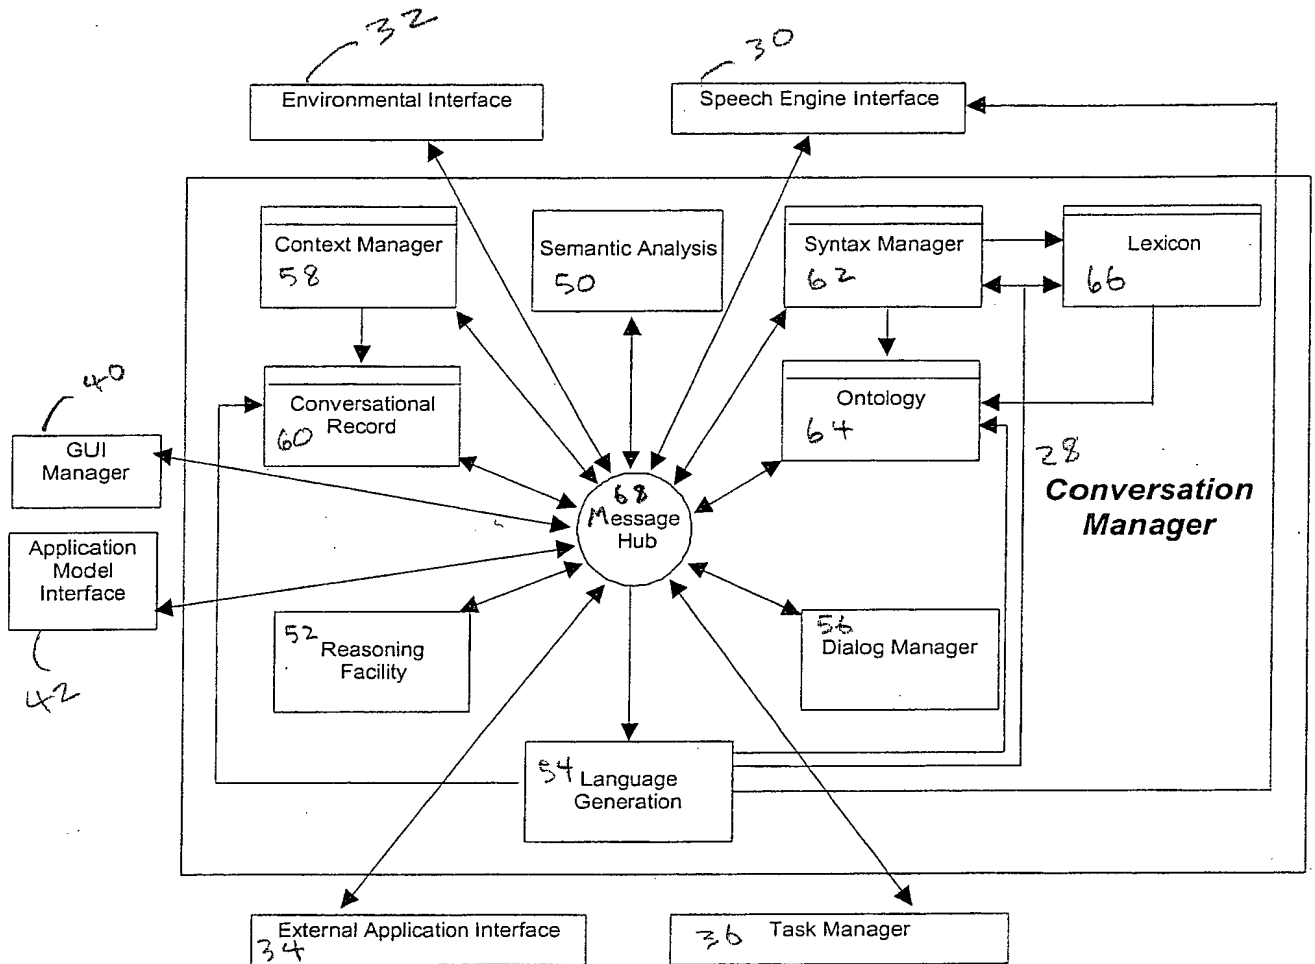 32
30
Environmental Interface
Speech Engine Interface
Context Manager
58
Semantic Analysis
50
Syntax Manager
62
Lexicon
66
40
GUI
Manager
Conversational
Record
60
Ontology
64
28
Conversation
Manager
68
Message
Hub
Application
Model
Interface
42
52
Reasoning
Facility
56
Dialog Manager
54
Language
Generation
External Application Interface
34
36
Task Manager